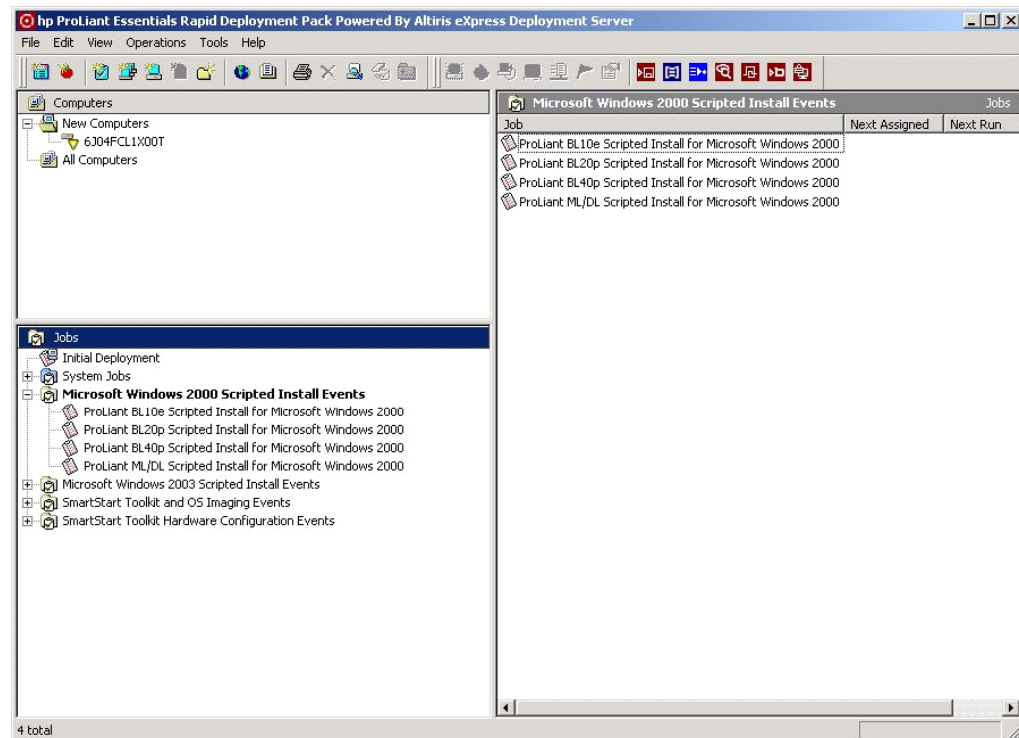 hp ProLiant Essentials Rapid Deployment Pack Powered By Altiris eXpress Deployment Server
File Edit View Operations Tools Help
Computers
New Computers
6J04FCL1X00T
All Computers
Jobs
Initial Deployment
System Jobs
Microsoft Windows 2000 Scripted Install Events
ProLiant BL10e Scripted Install for Microsoft Windows 2000
ProLiant BL20p Scripted Install for Microsoft Windows 2000
ProLiant BL40p Scripted Install for Microsoft Windows 2000
ProLiant ML/DL Scripted Install for Microsoft Windows 2000
Microsoft Windows 2003 Scripted Install Events
SmartStart Toolkit and OS Imaging Events
SmartStart Toolkit Hardware Configuration Events
Microsoft Windows 2000 Scripted Install Events Jobs
Job Next Assigned Next Run
ProLiant BL10e Scripted Install for Microsoft Windows 2000
ProLiant BL20p Scripted Install for Microsoft Windows 2000
ProLiant BL40p Scripted Install for Microsoft Windows 2000
ProLiant ML/DL Scripted Install for Microsoft Windows 2000
4 total